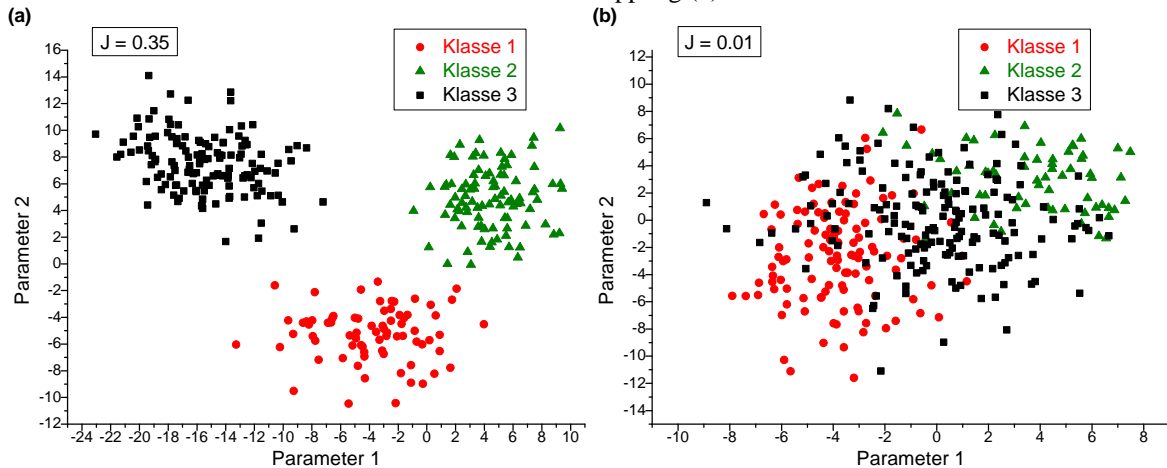 (a)
J = 0.35
Klasse 1
Klasse 2
Klasse 3
16
14
12
10
8
6
4
2
0
-2
-4
-6
-8
-10
-12
Parameter 2
-24 -22 -20 -18 -16 -14 -12 -10 -8 -6 -4 -2 0 2 4 6 8 10
Parameter 1
(b)
J = 0.01
Klasse 1
Klasse 2
Klasse 3
12
10
8
6
4
2
0
-2
-4
-6
-8
-10
-12
-14
Parameter 2
-10 -8 -6 -4 -2 0 2 4 6 8
Parameter 1